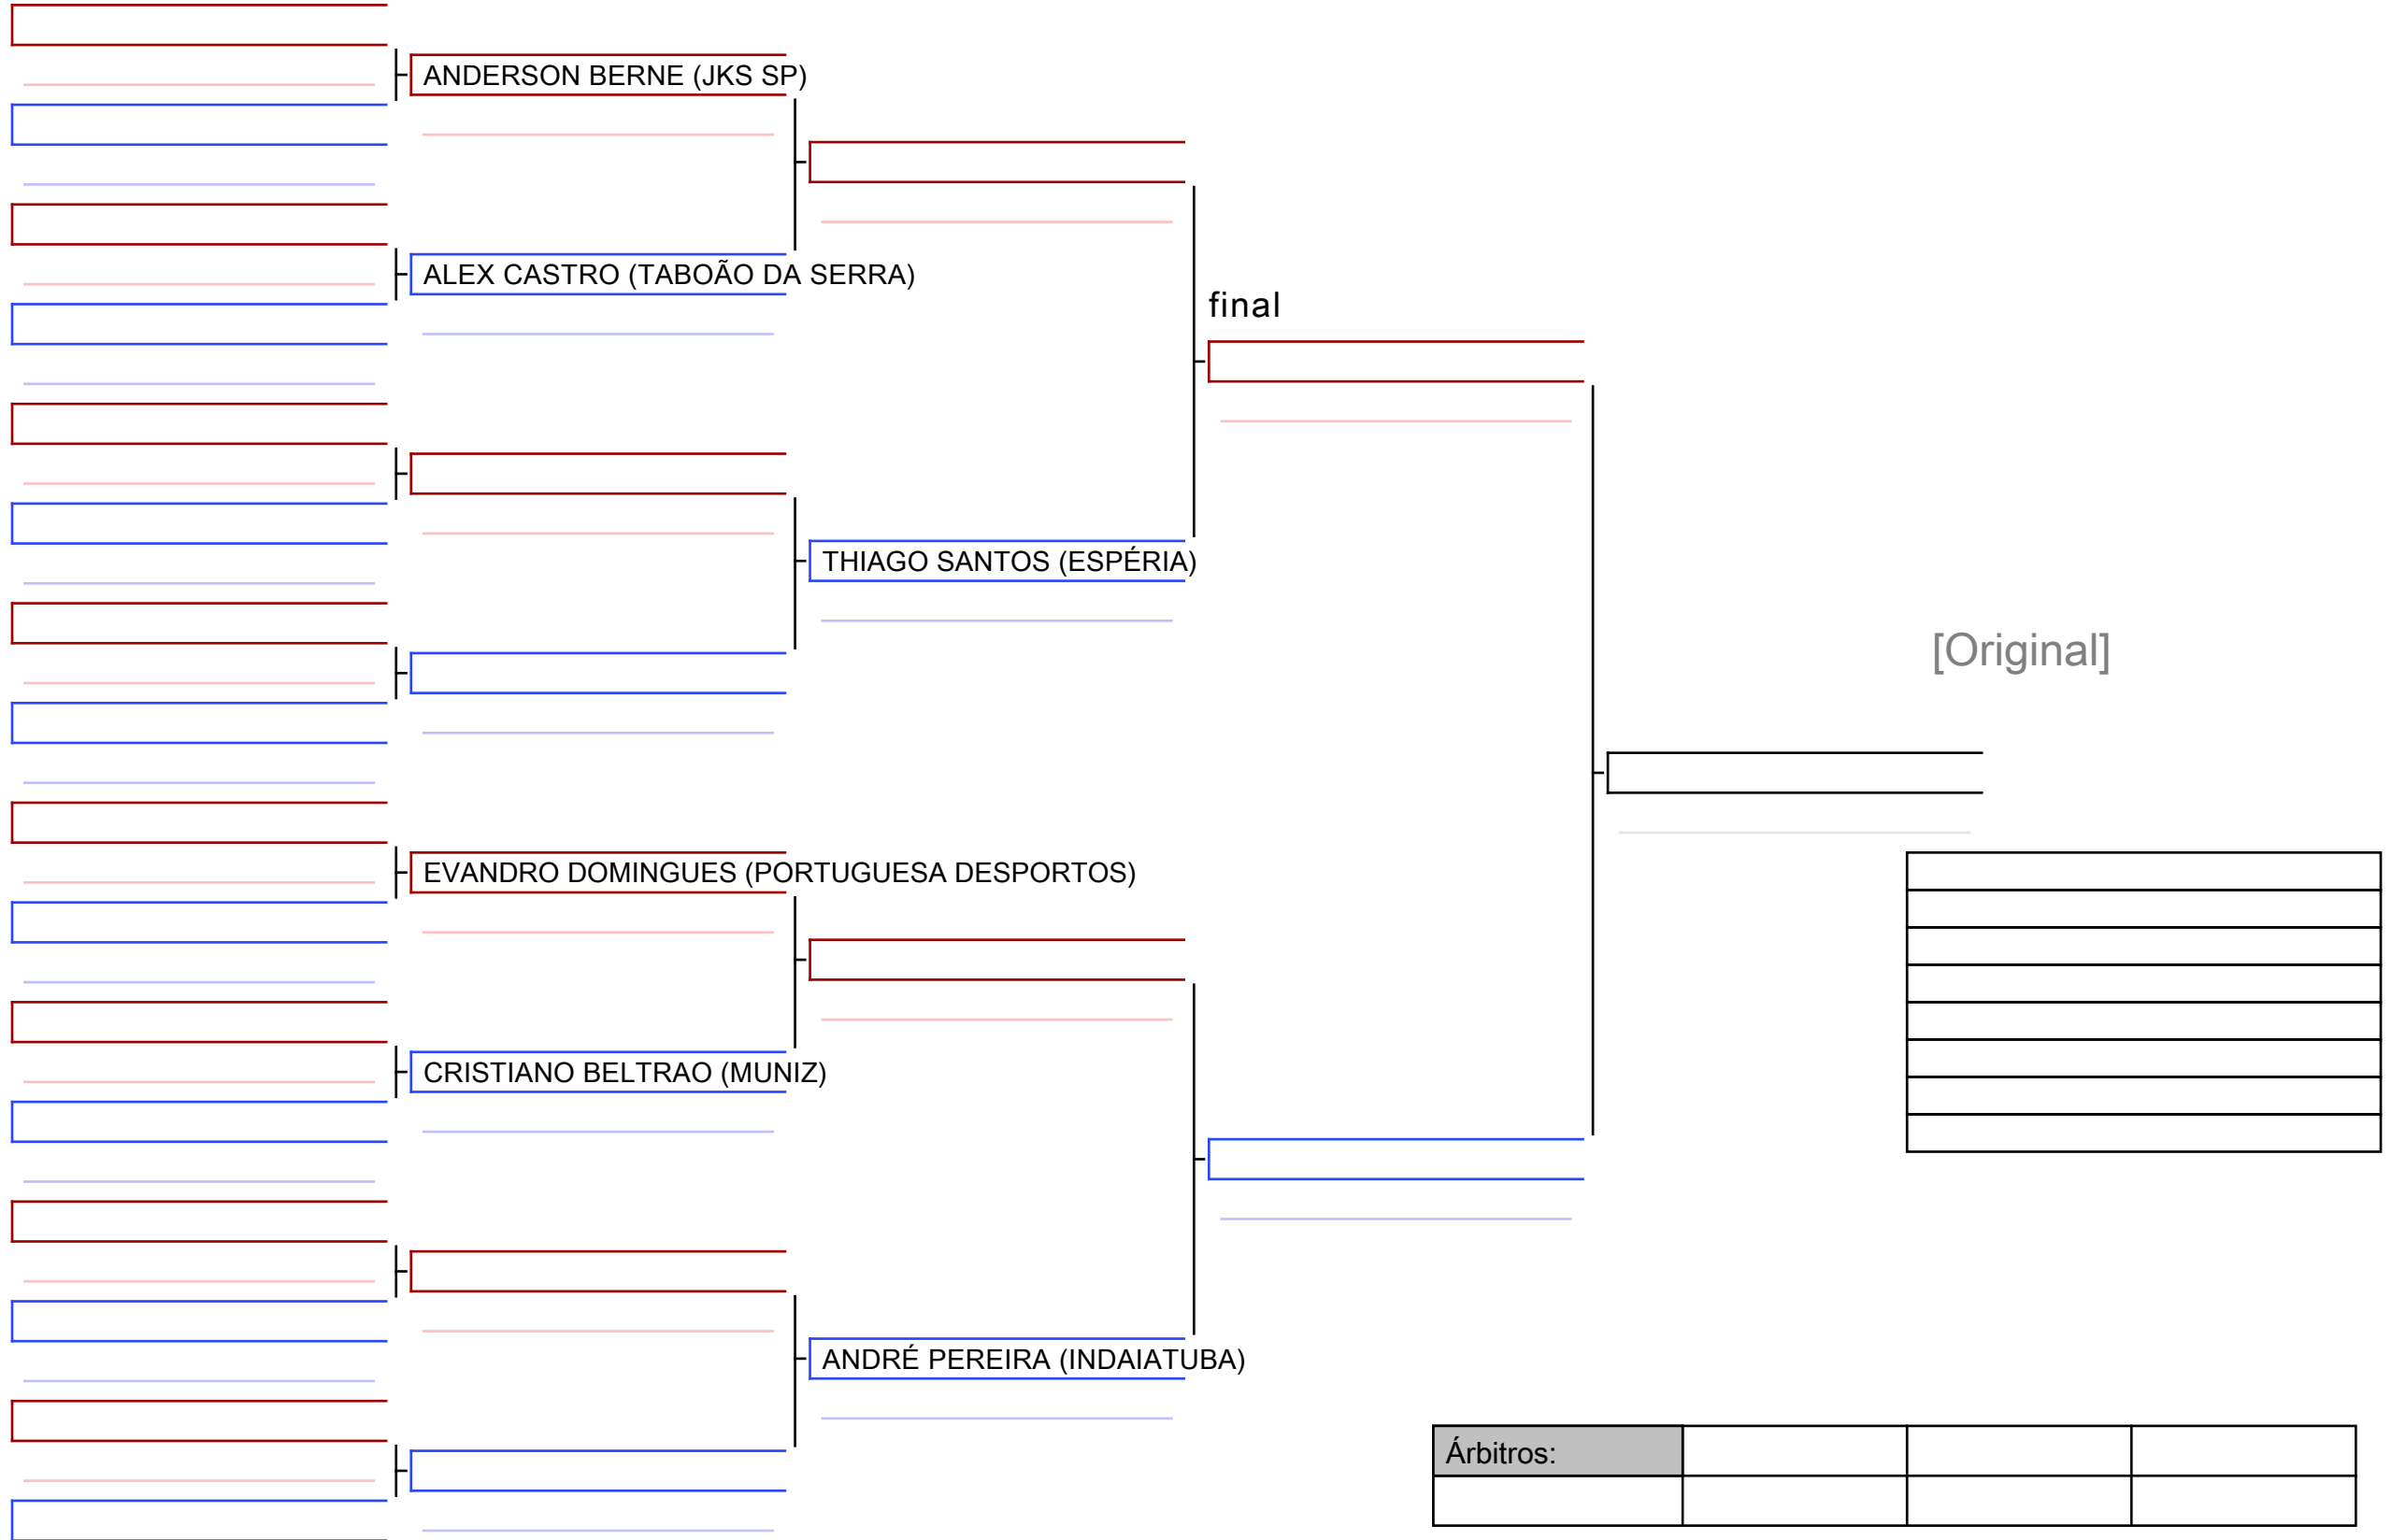 ANDERSON BERNE (JKS SP)
ALEX CASTRO (TABOÃO DA SERRA)
final
THIAGO SANTOS (ESPÉRIA)
[Original]
EVANDRO DOMINGUES (PORTUGUESA DESPORTOS)
CRISTIANO BELTRAO (MUNIZ)
ANDRÉ PEREIRA (INDAIATUBA)
Árbitros: